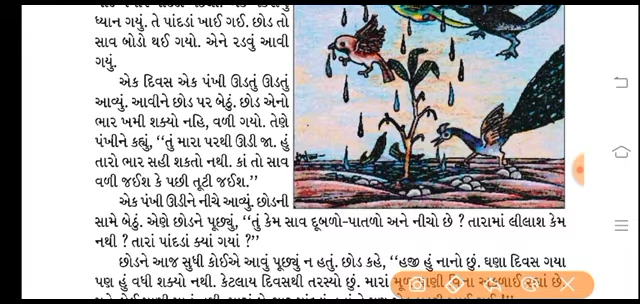 ધ્યાન ગયું. તે પાંદડાં ખાઈ ગઈ. છોડ તો
સાવ બોડો થઈ ગયો. એને રડવું આવી
ગયું.
એક દિવસ એક પંખી ઊડતું ઊડતું
આવ્યું. આવીને છોડ પર બેઠું. છોડ એનો
ભાર ખમી શક્યો નહિ, વળી ગયો. તેણે
પંખીને કહ્યું, ‘‘તું મારા પરથી ઊડી જા. હું
તારો ભાર સહી શકતો નથી. કાં તો સાવ
વળી જઈશ કે પછી તૂટી જઈશ.’’
એક પંખી ઊડીને નીચે આવ્યું. છોડની
સામે બેઠું. એણે છોડને પૂછ્યું, ‘‘તું કેમ સાવ દૂબળો-પાતળો અને નીચો છે ? તારામાં લીલાશ કેમ
નથી ? તારાં પાંદડાં ક્યાં ગયાં ?’’
છોડને આજ સુધી કોઈએ આવું પૂછ્યું ન હતું. છોડ કહે, ‘‘હજી હું નાનો છું. ઘણા દિવસ ગયા
પણ હું વધી શક્યો નથી. કેટલાય દિવસથી તરસ્યો છું. મારાં મૂળ